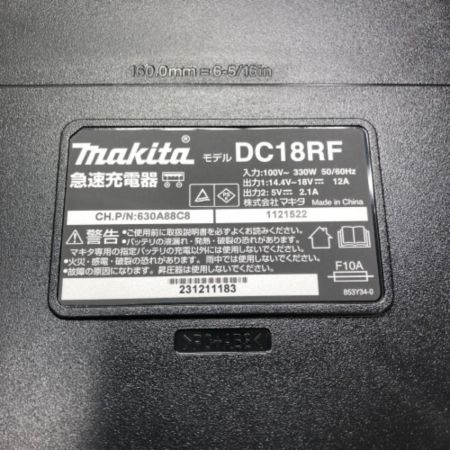 160.0mm=6-5/16in
makita® モデル DC18RF
急速充電器
入力:100V~ 330W 50/60Hz
出力1:14.4V-18V⎓ 12A
出力2: 5V⎓ 2.1A
株式会社マキタ Made in China
CH.P/N:630A88C8 1121522
⚠警告 •ご使用前に取扱説明書を必ずよくお読みください。
•バッテリの液漏れ・発熱・破裂の恐れがありますので、
マキタ専用の指定バッテリの充電以外には使用しないでください。
•火災・感電・破裂の恐れがあります。雨中では使用しないでください。
故障の原因になります。昇圧器は使用しないでください。
F10A
231211183
853Y34-0
>PC+ABS<